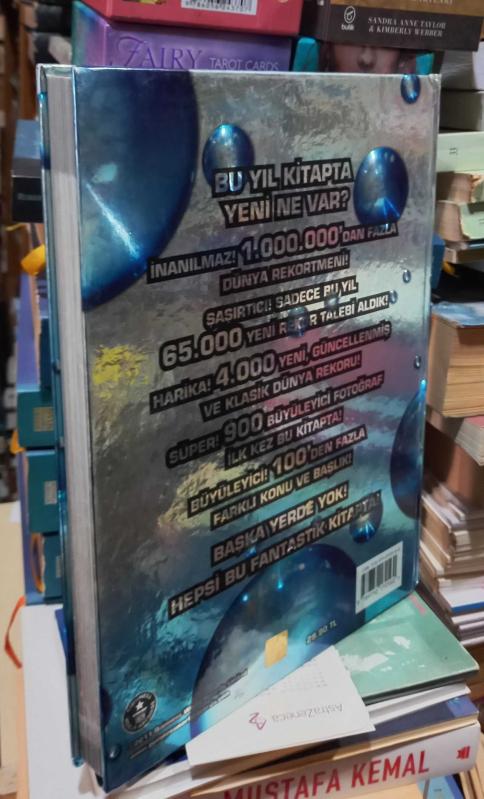 FAIRY
TAROT CARDS
butik
SANDRA ANNE TAYLOR
& KIMBERLY WEBBER
33
BU YIL KİTAPTA
YENİ NE VAR?
İNANILMAZ! 1.000.000'DAN FAZLA
DÜNYA REKORTMENİ!
ŞAŞIRTICI! SADECE BU YIL
65.000 YENİ REKOR TALEBİ ALDIK!
HARİKA! 4.000 YENİ, GÜNCELLENMİŞ
VE KLASİK DÜNYA REKORU!
SÜPER! 900 BÜYÜLEYİCİ FOTOĞRAF
İLK KEZ BU KİTAPTA!
BÜYÜLEYİCİ! 100'DEN FAZLA
FARKLI KONU VE BAŞLIK!
BAŞKA YERDE YOK!
HEPSİ BU FANTASTİK KİTAPTA!
AstraZeneca
MUSTAFA KEMAL